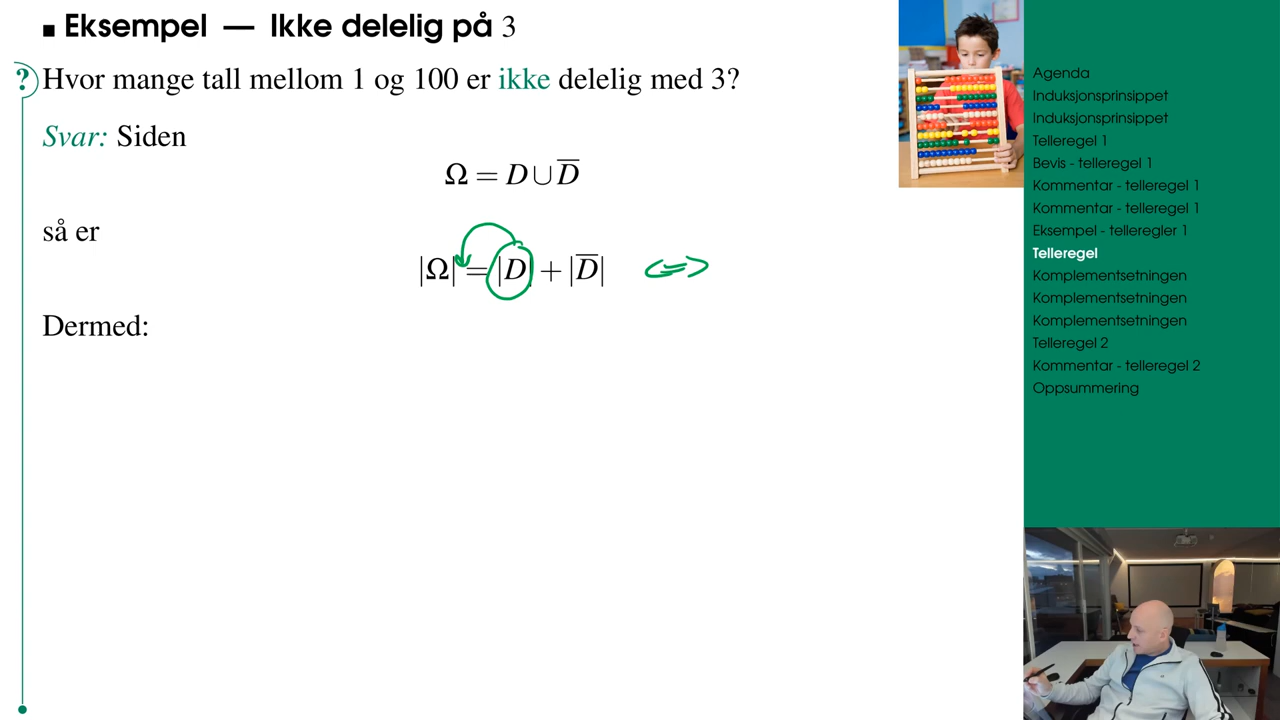 ▪ Eksempel — Ikke delelig på 3
? Hvor mange tall mellom 1 og 100 er ikke delelig med 3?
Svar: Siden
Ω = D ∪ D̅
så er
|Ω| = |D| + |D̅| ⇔
Dermed:
Agenda
Induksjonsprinsippet
Induksjonsprinsippet
Telleregel 1
Bevis - telleregel 1
Kommentar - telleregel 1
Kommentar - telleregel 1
Eksempel - telleregler 1
Telleregel
Komplementsetningen
Komplementsetningen
Komplementsetningen
Telleregel 2
Kommentar - telleregel 2
Oppsummering